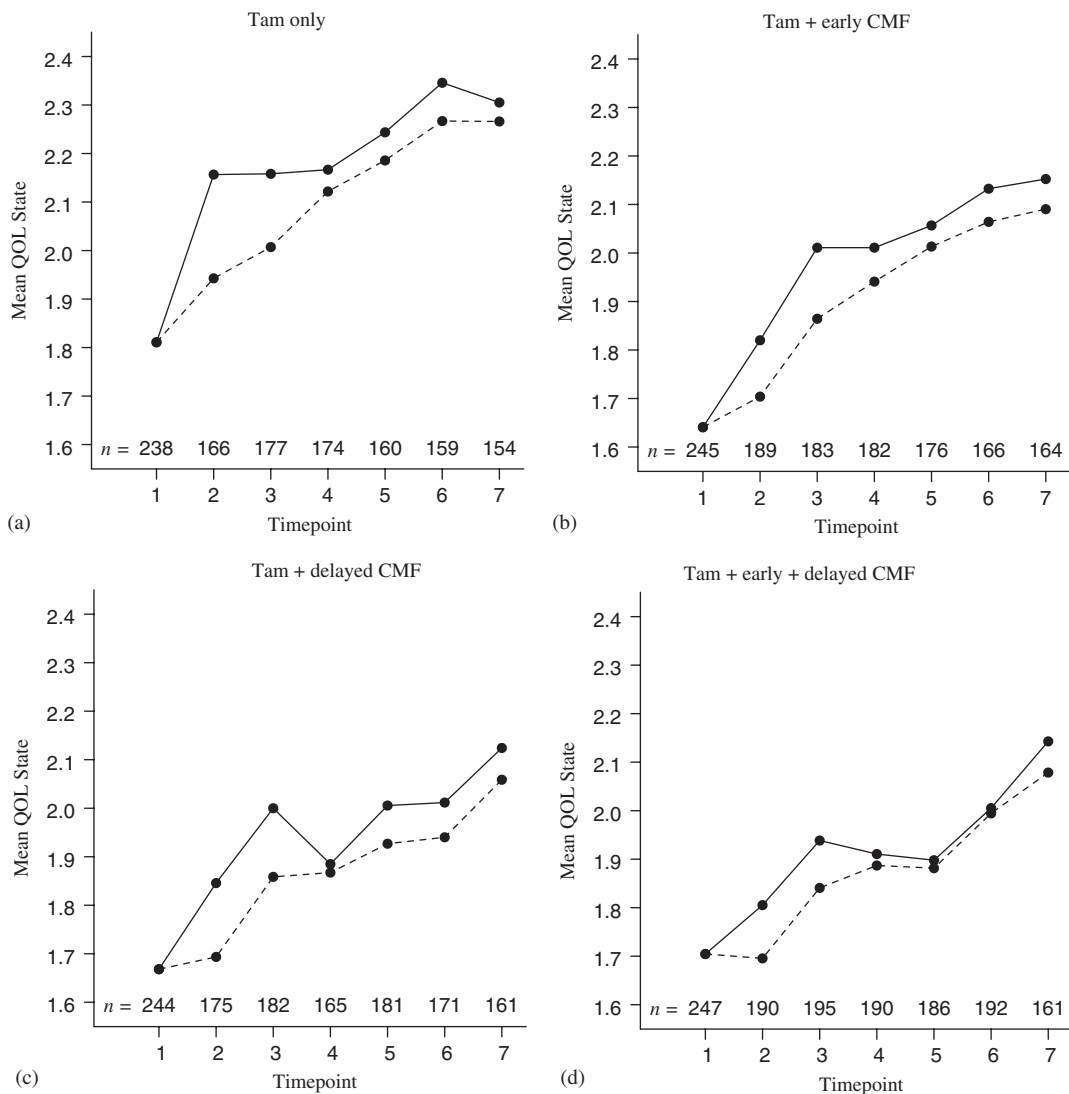 Tam only
Mean QOL State
2.4
2.3
2.2
2.1
2.0
1.9
1.8
1.7
1.6
n = 238 166 177 174 160 159 154
1 2 3 4 5 6 7
Timepoint
(a)
Tam + early CMF
Mean QOL State
2.4
2.3
2.2
2.1
2.0
1.9
1.8
1.7
1.6
n = 245 189 183 182 176 166 164
1 2 3 4 5 6 7
Timepoint
(b)
Tam + delayed CMF
Mean QOL State
2.4
2.3
2.2
2.1
2.0
1.9
1.8
1.7
1.6
n = 244 175 182 165 181 171 161
1 2 3 4 5 6 7
Timepoint
(c)
Tam + early + delayed CMF
Mean QOL State
2.4
2.3
2.2
2.1
2.0
1.9
1.8
1.7
1.6
n = 247 190 195 190 186 192 161
1 2 3 4 5 6 7
Timepoint
(d)